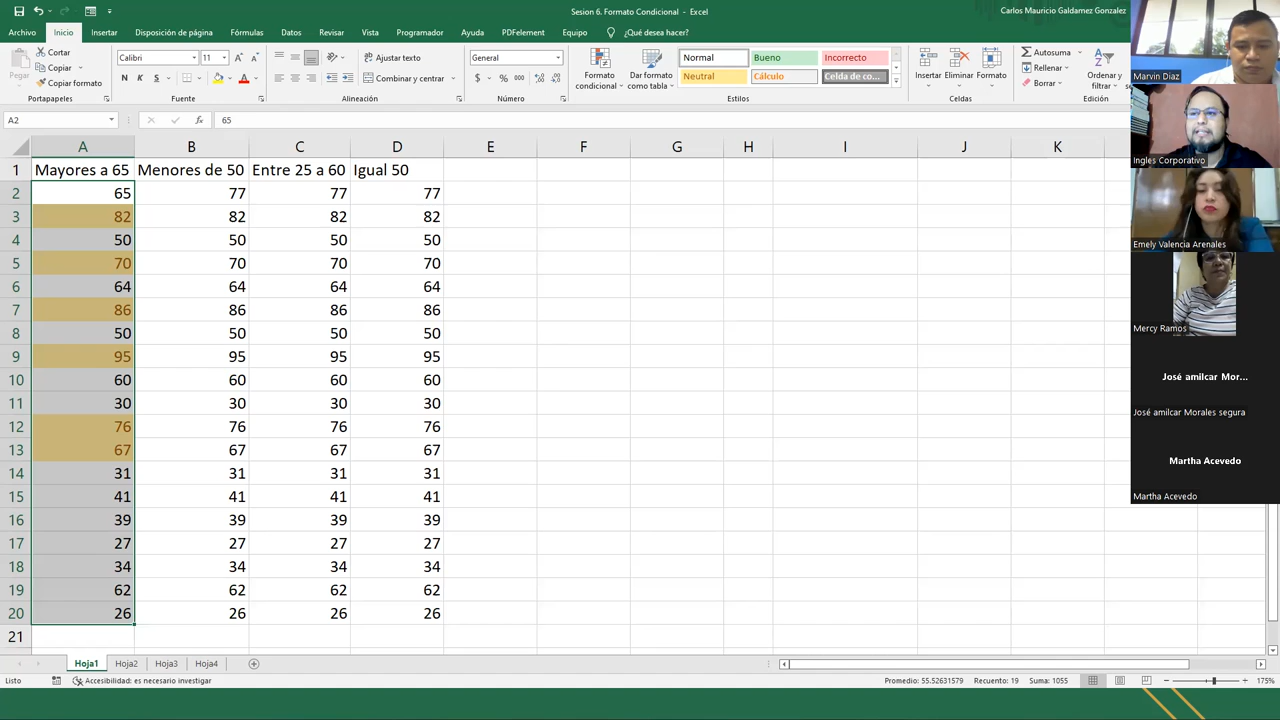 Sesion 6. Formato Condicional - Excel
Carlos Mauricio Galdamez Gonzalez
Archivo Inicio Insertar Disposición de página Fórmulas Datos Revisar Vista Programador Ayuda PDFelement Equipo ¿Qué desea hacer?
Pegar
Cortar
Copiar
Copiar formato
Portapapeles
Calibri 11
N K S
Fuente
Ajustar texto
Combinar y centrar
Alineación
General
$ % 000
Número
Formato condicional
Dar formato como tabla
Normal Bueno Incorrecto
Neutral Cálculo Celda de co...
Estilos
Insertar Eliminar Formato
Celdas
Autosuma
Rellenar
Borrar
Ordenar y filtrar
Edición
A2 fx 65
A B C D E F G H I J K
1 Mayores a 65 Menores de 50 Entre 25 a 60 Igual 50
2 65 77 77 77
3 82 82 82 82
4 50 50 50 50
5 70 70 70 70
6 64 64 64 64
7 86 86 86 86
8 50 50 50 50
9 95 95 95 95
10 60 60 60 60
11 30 30 30 30
12 76 76 76 76
13 67 67 67 67
14 31 31 31 31
15 41 41 41 41
16 39 39 39 39
17 27 27 27 27
18 34 34 34 34
19 62 62 62 62
20 26 26 26 26
21
Hoja1 Hoja2 Hoja3 Hoja4
Listo Accesibilidad: es necesario investigar Promedio: 55.52631579 Recuento: 19 Suma: 1055 175%
Marvin Diaz
Ingles Corporativo
Emely Valencia Arenales
Mercy Ramos
José amilcar Mor...
José amilcar Morales segura
Martha Acevedo
Martha Acevedo